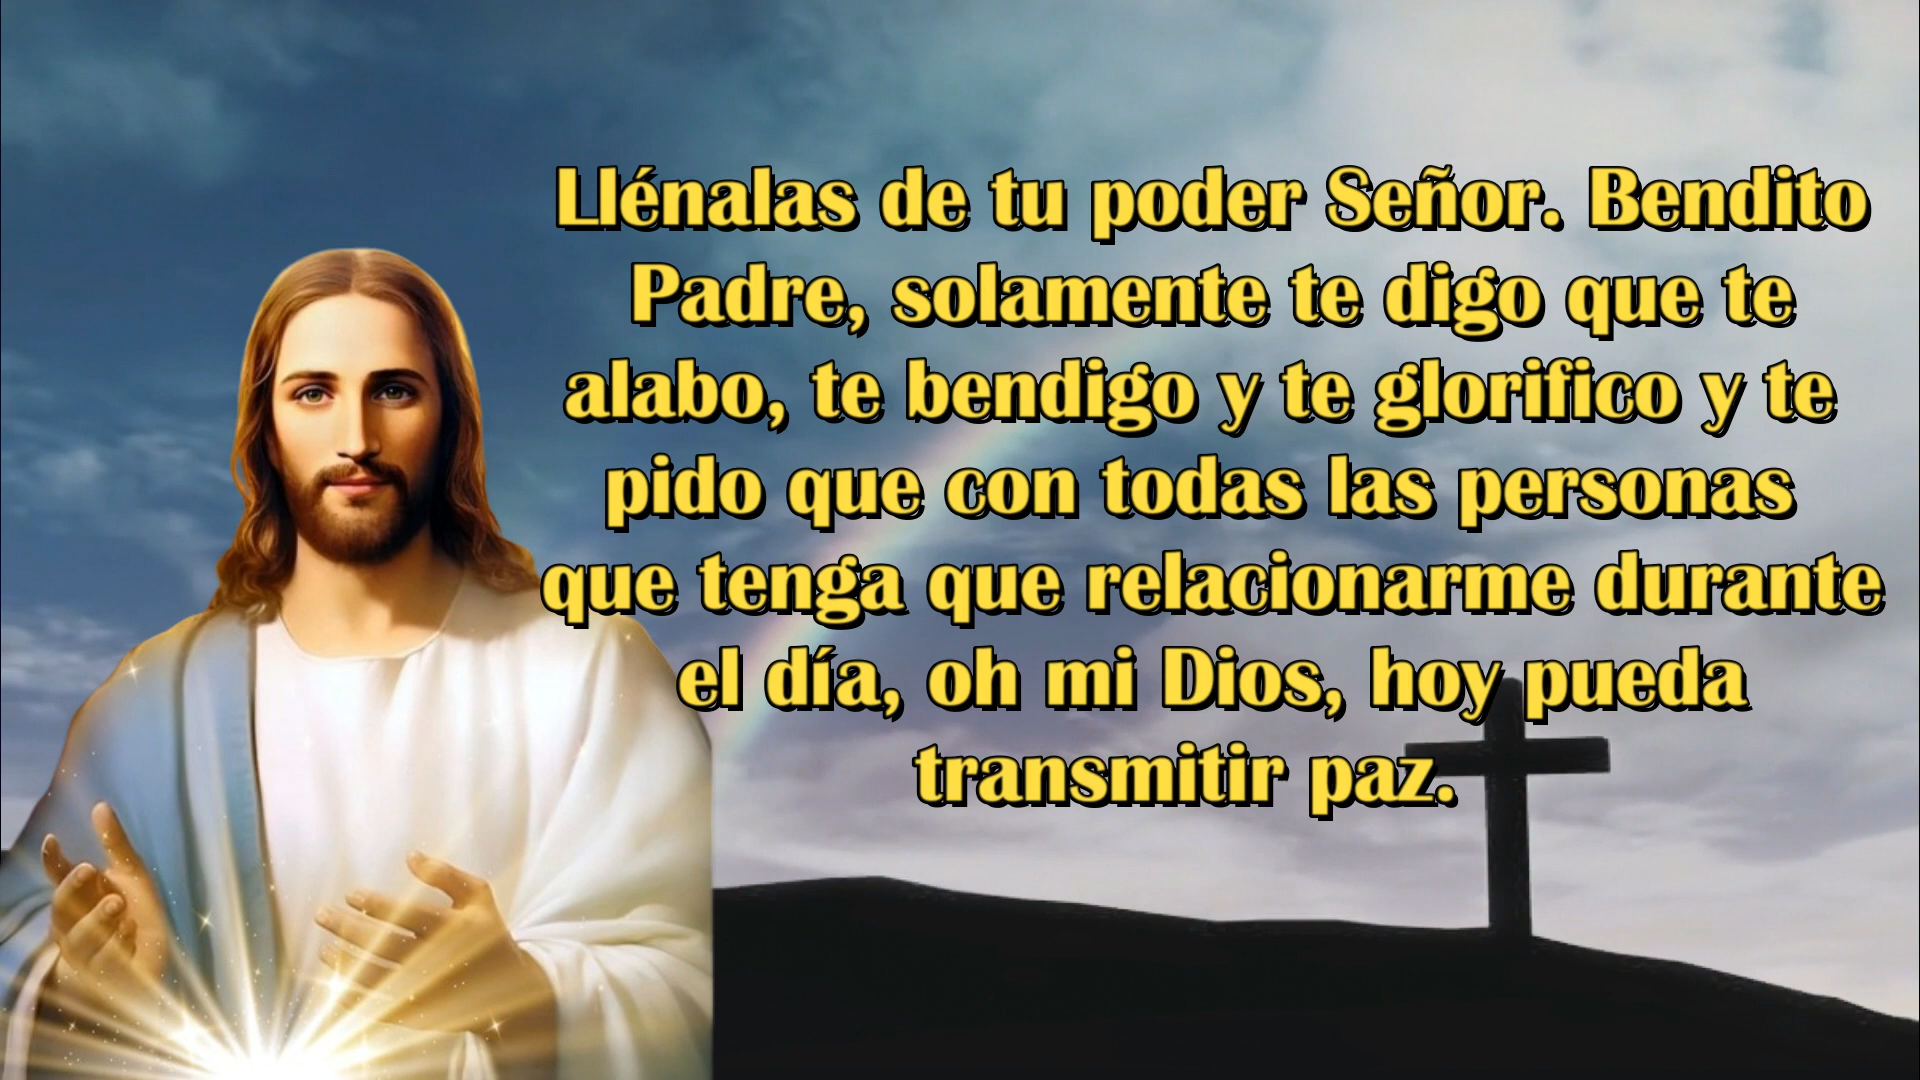 Llénalas de tu poder Señor. Bendito
Padre, solamente te digo que te
alabo, te bendigo y te glorifico y te
pido que con todas las personas
que tenga que relacionarme durante
el día, oh mi Dios, hoy pueda
transmitir paz.